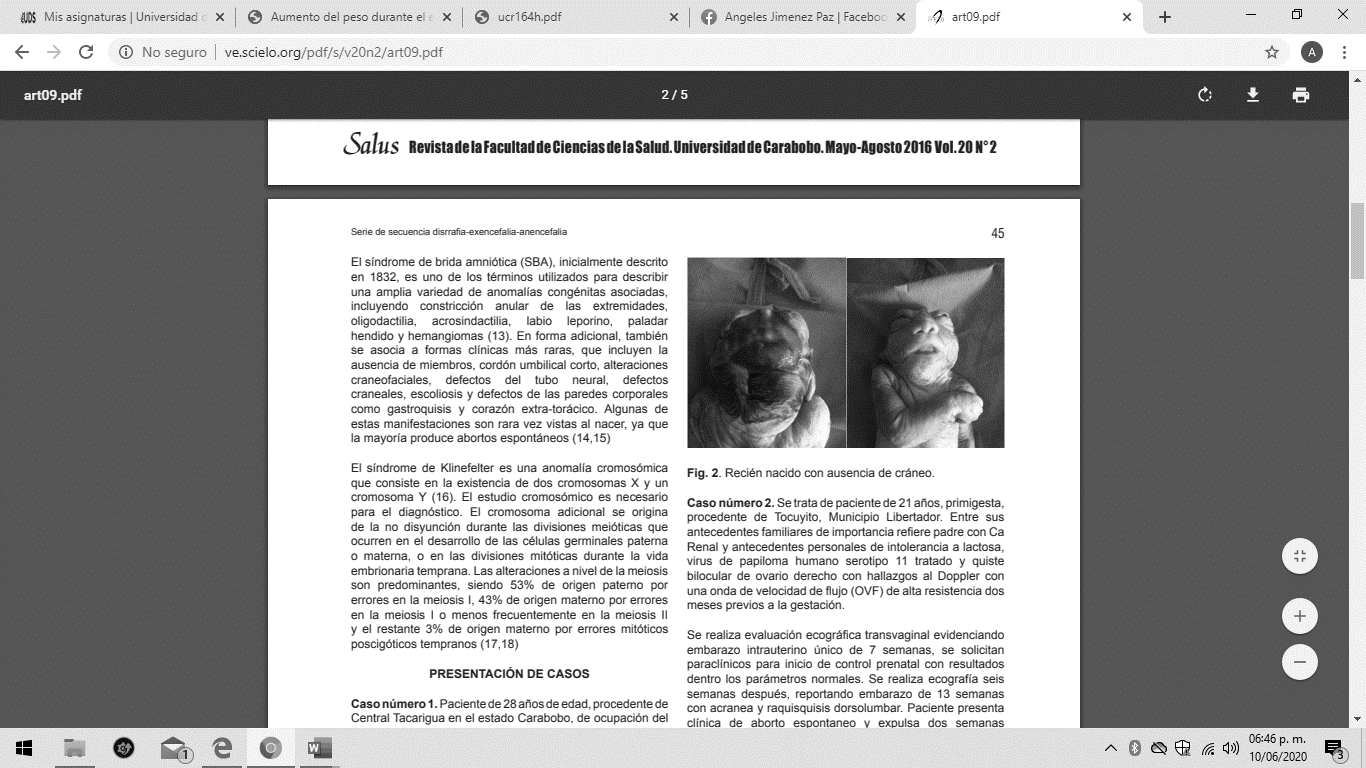 Mis asignaturas | Universidad d
Aumento del peso durante el e
ucr164h.pdf
Angeles Jimenez Paz | Faceboo
art09.pdf
No seguro | ve.scielo.org/pdf/s/v20n2/art09.pdf
A
art09.pdf
2 / 5
Salus Revista de la Facultad de Ciencias de la Salud. Universidad de Carabobo. Mayo-Agosto 2016 Vol. 20 N° 2
Serie de secuencia disrrafia-exencefalia-anencefalia
45
El síndrome de brida amniótica (SBA), inicialmente descrito
en 1832, es uno de los términos utilizados para describir
una amplia variedad de anomalías congénitas asociadas,
incluyendo constricción anular de las extremidades,
oligodactilia, acrosindactilia, labio leporino, paladar
hendido y hemangiomas (13). En forma adicional, también
se asocia a formas clínicas más raras, que incluyen la
ausencia de miembros, cordón umbilical corto, alteraciones
craneofaciales, defectos del tubo neural, defectos
craneales, escoliosis y defectos de las paredes corporales
como gastroquisis y corazón extra-torácico. Algunas de
estas manifestaciones son rara vez vistas al nacer, ya que
la mayoría produce abortos espontáneos (14,15)
El síndrome de Klinefelter es una anomalía cromosómica
que consiste en la existencia de dos cromosomas X y un
cromosoma Y (16). El estudio cromosómico es necesario
para el diagnóstico. El cromosoma adicional se origina
de la no disyunción durante las divisiones meióticas que
ocurren en el desarrollo de las células germinales paterna
o materna, o en las divisiones mitóticas durante la vida
embrionaria temprana. Las alteraciones a nivel de la meiosis
son predominantes, siendo 53% de origen paterno por
errores en la meiosis I, 43% de origen materno por errores
en la meiosis I o menos frecuentemente en la meiosis II
y el restante 3% de origen materno por errores mitóticos
poscigóticos tempranos (17,18)
PRESENTACIÓN DE CASOS
Caso número 1. Paciente de 28 años de edad, procedente de
Central Tacarigua en el estado Carabobo, de ocupación del
Fig. 2. Recién nacido con ausencia de cráneo.
Caso número 2. Se trata de paciente de 21 años, primigesta,
procedente de Tocuyito, Municipio Libertador. Entre sus
antecedentes familiares de importancia refiere padre con Ca
Renal y antecedentes personales de intolerancia a lactosa,
virus de papiloma humano serotipo 11 tratado y quiste
bilocular de ovario derecho con hallazgos al Doppler con
una onda de velocidad de flujo (OVF) de alta resistencia dos
meses previos a la gestación.
Se realiza evaluación ecográfica transvaginal evidenciando
embarazo intrauterino único de 7 semanas, se solicitan
paraclínicos para inicio de control prenatal con resultados
dentro los parámetros normales. Se realiza ecografía seis
semanas después, reportando embarazo de 13 semanas
con acranea y raquisquisis dorsolumbar. Paciente presenta
clínica de aborto espontaneo y expulsa dos semanas
1
06:46 p. m.
10/06/2020
3